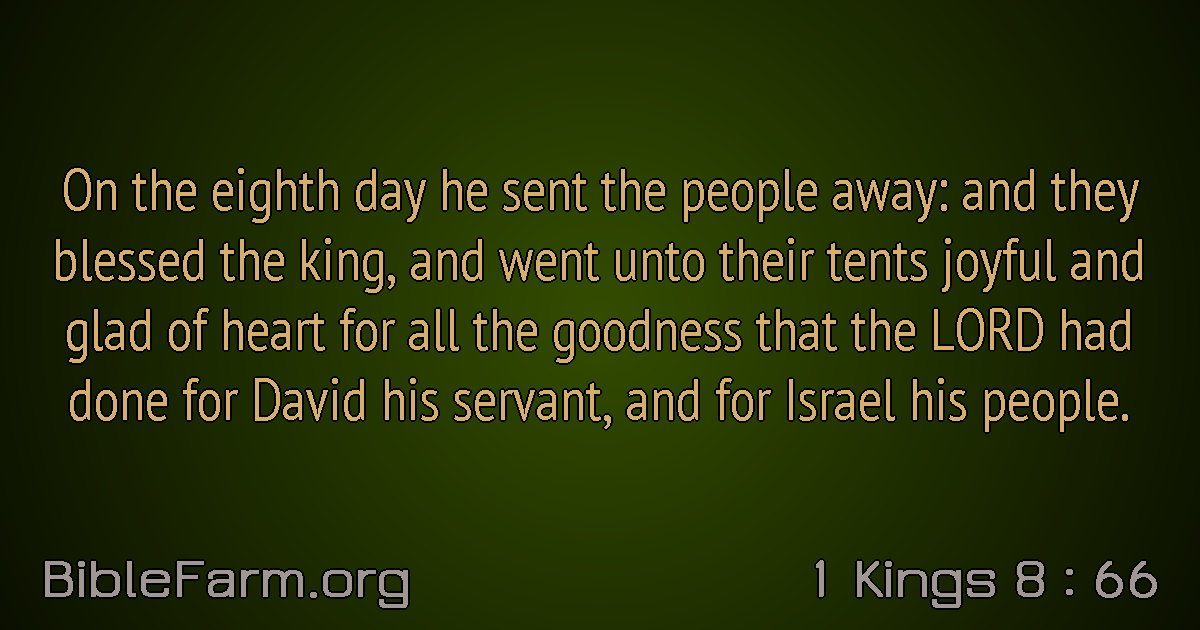 On the eighth day he sent the people away: and they
blessed the king, and went unto their tents joyful and
glad of heart for all the goodness that the LORD had
done for David his servant, and for Israel his people.
BibleFarm.org
1 Kings 8 : 66